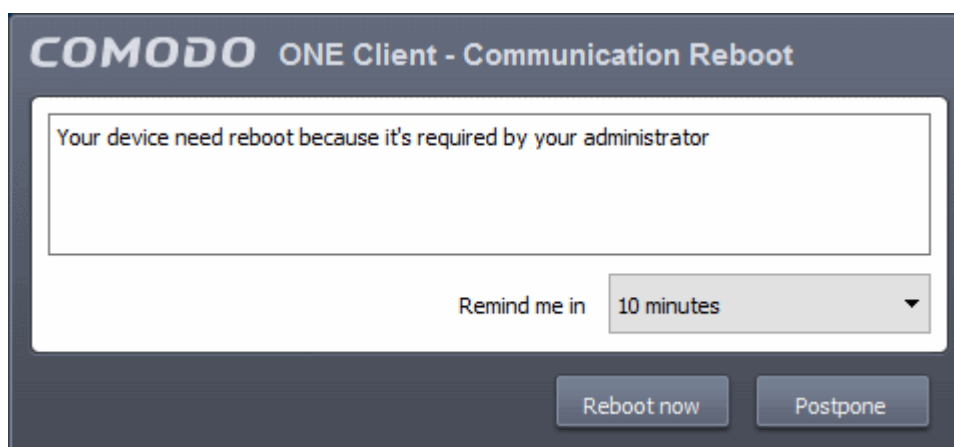 COMODO ONE Client - Communication Reboot
Your device need reboot because it's required by your administrator
Remind me in 10 minutes
Reboot now Postpone